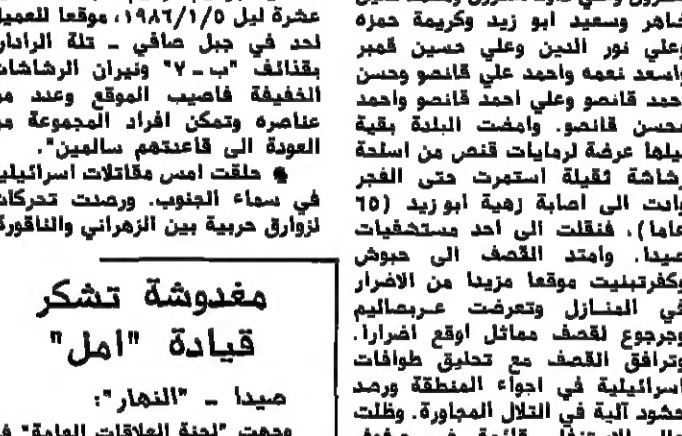 شاهر وسعيد ابو زيد وكريمة حمزه
وعلي نور الدين وعلي حسين قمبر
واسعد نعمه واحمد علي قانصو وحسن
احمد قانصو وعلي احمد قانصو واحمد
محسن قانصو. وامضت البلدة بقية
ليلها عرضة لرمايات قنص من اسلحة
رشاشة ثقيلة استمرت حتى الفجر
وادت الى اصابة زهية ابو زيد (٦٥
عاما)، فنقلت الى احد مستشفيات
صيدا. وامتد القصف الى حبوش
وكفرتبنيت موقعا مزيدا من الاضرار
في المنازل وتعرضت عربصاليم
وجرجوع لقصف مماثل اوقع اضرارا.
وترافق القصف مع تحليق طوافات
اسرائيلية في اجواء المنطقة ورصد
حشود آلية في التلال المجاورة. وظلت
عشرة ليل ١٩٨٦/١/٥، موقعا للعميل
لحد في جبل صافي - تلة الرادار
بقذائف "ب - ٧" ونيران الرشاشات
الخفيفة فاصيب الموقع وعند من
عناصره وتمكن افراد المجموعة من
العودة الى قاعدتهم سالمين".
● حلقت امس مقاتلات اسرائيلية
في سماء الجنوب. ورصدت تحركات
لزوارق حربية بين الزهراني والناقورة
مغدوشة تشكر
قيادة "امل"
صيدا - "النهار":
وجهت "لجنة العلاقات العامة" في